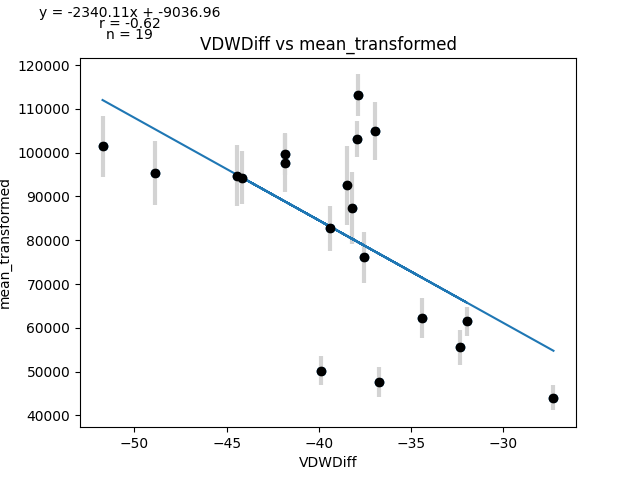 y = -2340.11x + -9036.96
r = -0.62
n = 19
VDWDiff vs mean_transformed
120000
110000
100000
90000
80000
70000
60000
50000
40000
mean_transformed
−50
−45
−40
−35
−30
VDWDiff